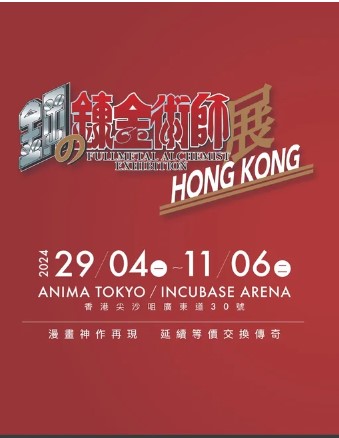 鋼の錬金術師展
FULLMETAL ALCHEMIST
EXHIBITION
HONG KONG
2024 29/04 一 ~ 11/06 二
ANIMA TOKYO / INCUBASE ARENA
香港尖沙咀廣東道30號
漫畫神作再現 延續等價交換傳奇